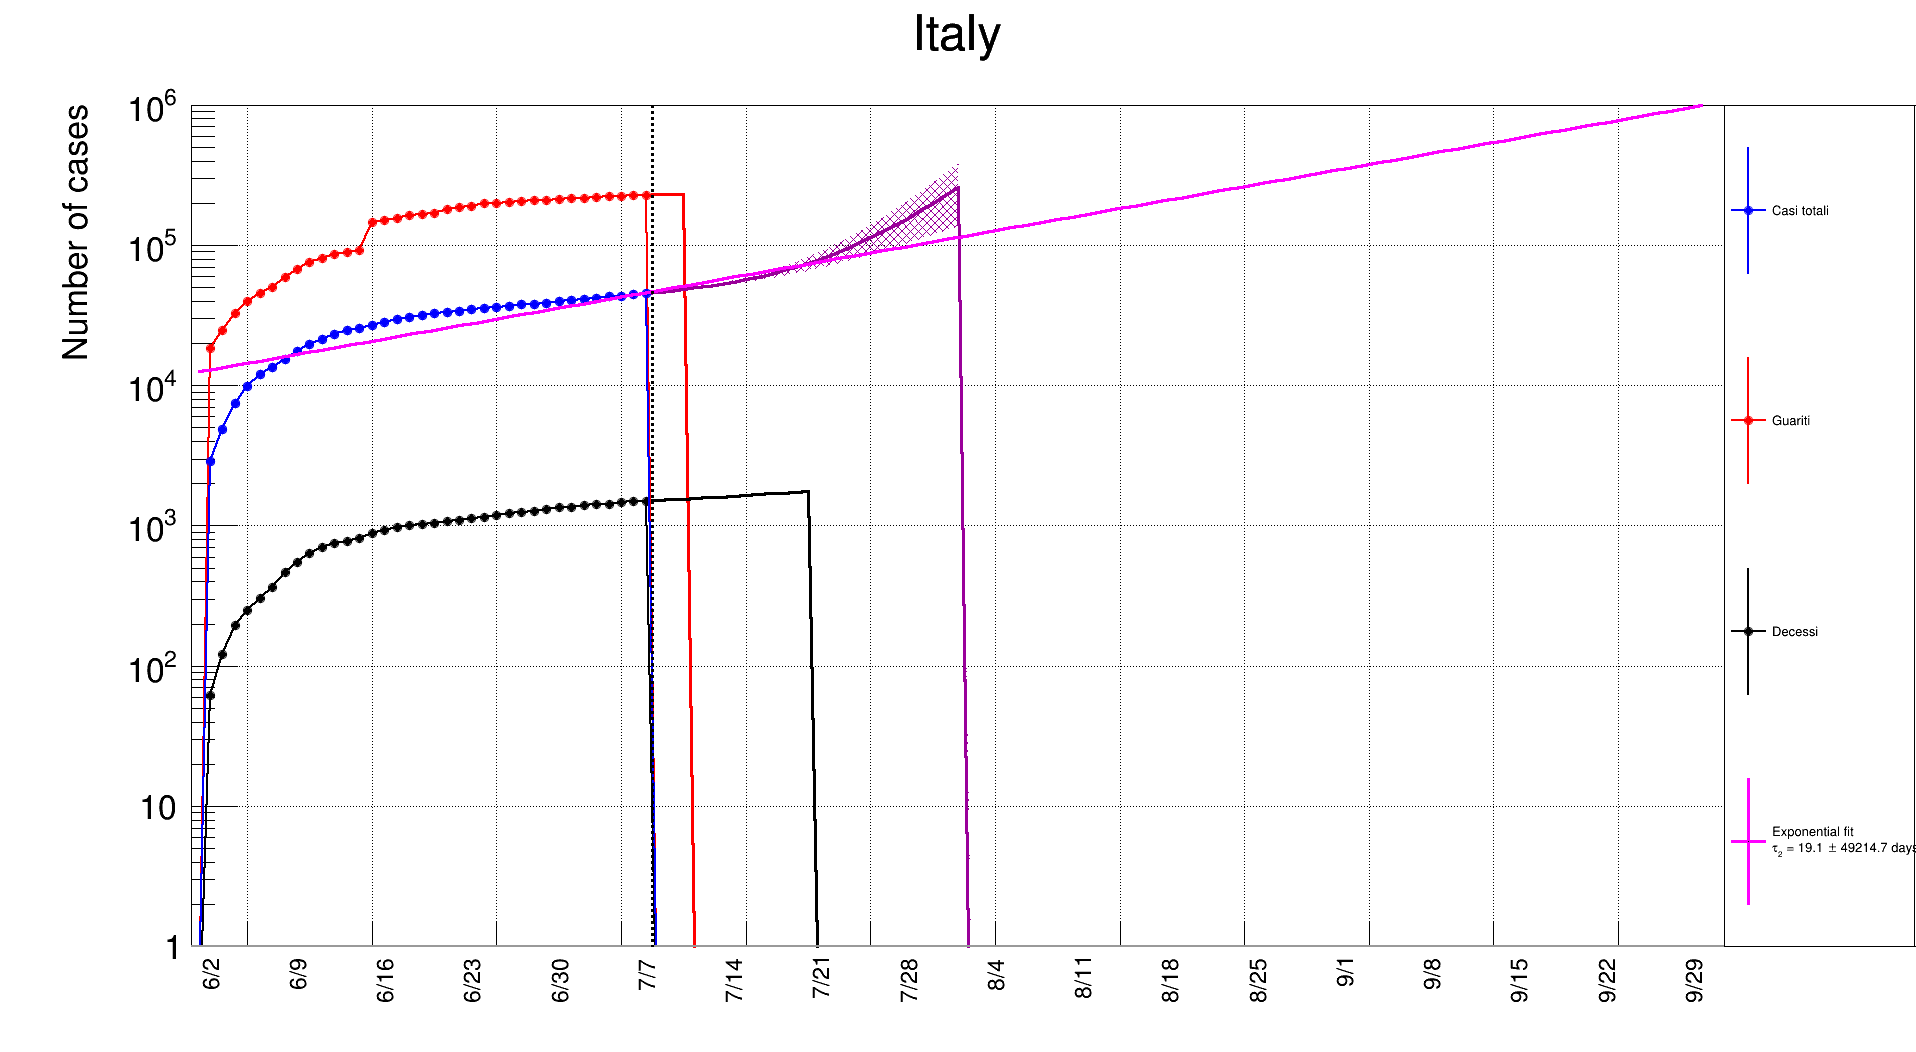 Italy
Number of cases
10^6
10^5
10^4
10^3
10^2
10
1
6/2 6/9 6/16 6/23 6/30 7/7 7/14 7/21 7/28 8/4 8/11 8/18 8/25 9/1 9/8 9/15 9/22 9/29
Casi totali
Guariti
Decessi
Exponential fit
τ₂ = 19.1 ± 49214.7 days